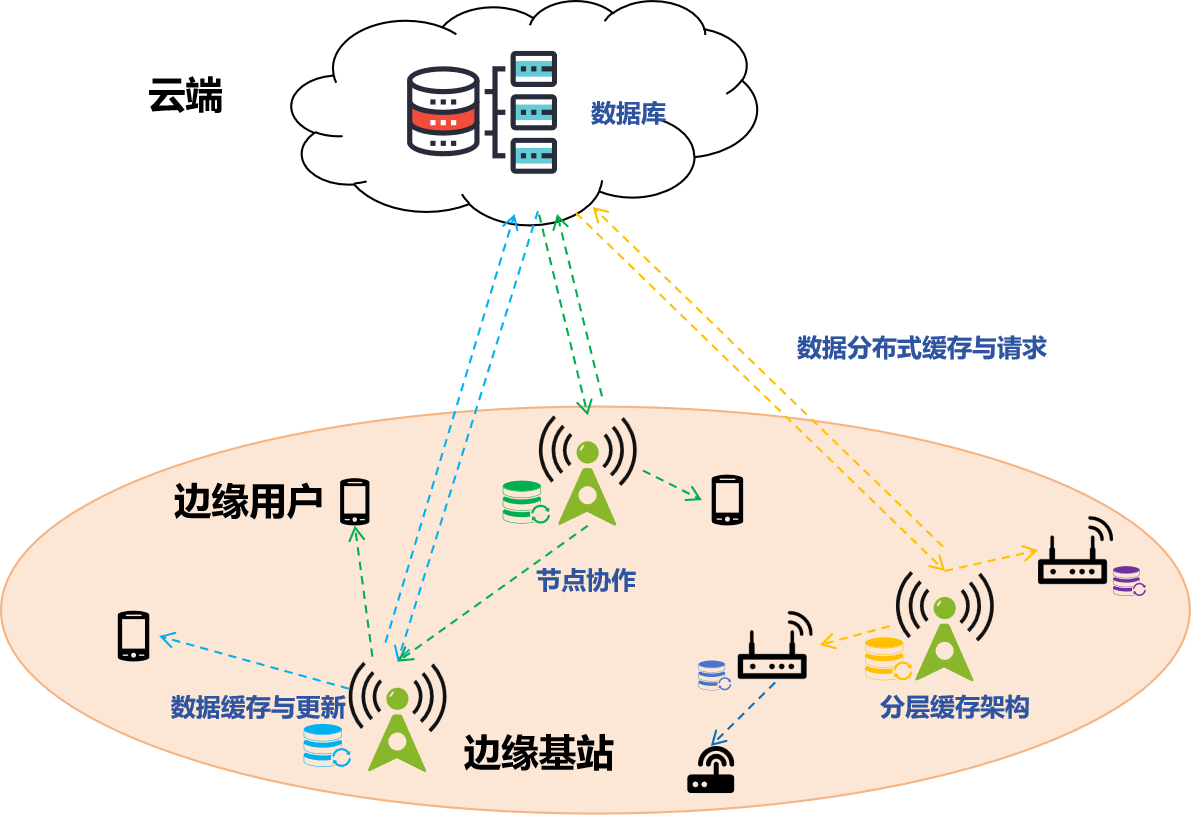 云端
数据库
数据分布式缓存与请求
边缘用户
节点协作
数据缓存与更新
分层缓存架构
边缘基站